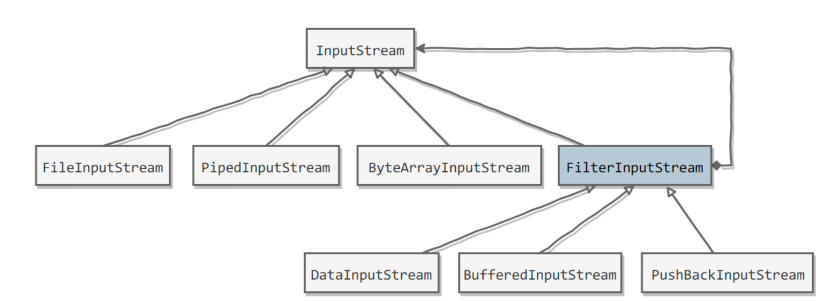 InputStream
FileInputStream PipedInputStream ByteArrayInputStream FilterInputStream
DataInputStream BufferedInputStream PushBackInputStream